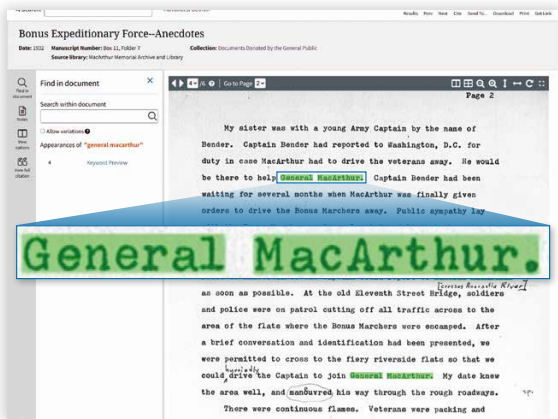 Results Prev Next Cite Send To... Download Print Get Link
Bonus Expeditionary Force--Anecdotes
Date: 1932 Manuscript Number: Box 11, Folder 7 Collection: Documents Donated by the General Public
Source library: MacArthur Memorial Archive and Library
Find in document
Find in document ×
Search within document
Allow variations
Appearances of "general macarthur"
4 Keyword Preview
Notes
View options
View full citation
4 /6 Go to Page 2
Page 2
My sister was with a young Army Captain by the name of
Bender. Captain Bender had reported to Washington, D.C. for
duty in case MacArthur had to drive the veterans away. He would
be there to help General MacArthur. Captain Bender had been
waiting for several months when MacArthur was finally given
orders to drive the Bonus Marchers away. Public sympathy lay
General MacArthur.
[across Anacostia River]
as soon as possible. At the old Eleventh Street Bridge, soldiers
and police were on patrol cutting off all traffic across to the
area of the flats where the Bonus Marchers were encamped. After
a brief conversation and identification had been presented, we
were permitted to cross to the fiery riverside flats so that we
hurriedly
could drive the Captain to join General MacArthur. My date knew
the area well, and manouvred his way through the rough roadways.
sp.
There were continuous flames. Veterans were packing and